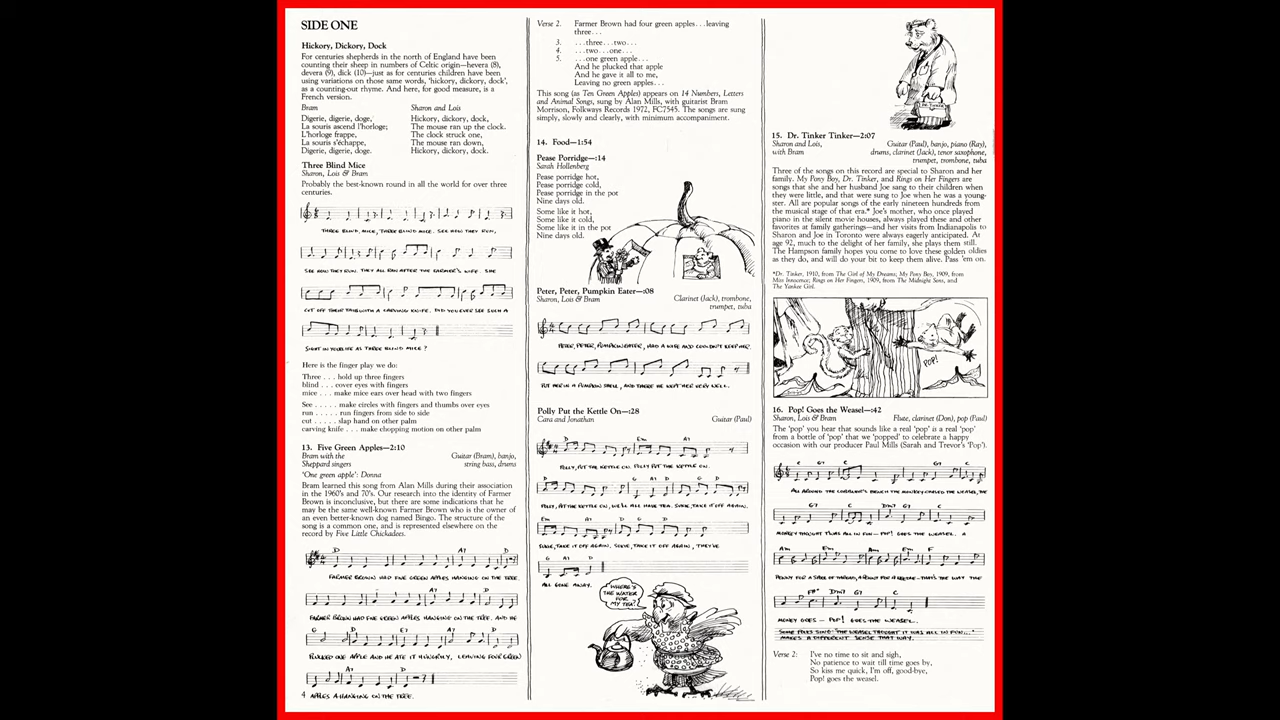 SIDE ONE
Hickory, Dickory, Dock
For centuries shepherds in the north of England have been
counting their sheep in numbers of Celtic origin—hevera (8),
devera (9), dick (10)—just as for centuries children have been
using variations on those same words, 'hickory, dickory, dock',
as a counting-out rhyme. And here, for good measure, is a
French version.
Bram
Digerie, digerie, doge,
La souris ascend l'horloge;
L'horloge frappe,
La souris s'échappe,
Digerie, digerie, doge.
Sharon and Lois
Hickory, dickory, dock,
The mouse ran up the clock.
The clock struck one,
The mouse ran down,
Hickory, dickory, dock.
Three Blind Mice
Sharon, Lois & Bram
Probably the best-known round in all the world for over three
centuries.
THREE BLIND, MICE, THREE BLIND MICE. SEE HOW THEY RUN,
SEE HOW THEY RUN. THEY ALL RAN AFTER THE FARMER'S WIFE. SHE
CUT OFF THEIR TAILS WITH A CARVING KNIFE. DID YOU EVER SEE SUCH A
SIGHT IN YOUR LIFE AS THREE BLIND MICE?
Here is the finger play we do:
Three . . . hold up three fingers
blind . . . cover eyes with fingers
mice . . . make mice ears over head with two fingers
See . . . . . make circles with fingers and thumbs over eyes
run . . . . . run fingers from side to side
cut . . . . . slap hand on other palm
carving knife . . . make chopping motion on other palm
13. Five Green Apples—2:10
Bram with the Guitar (Bram), banjo,
Sheppard singers string bass, drums
'One green apple': Donna
Bram learned this song from Alan Mills during their association
in the 1960's and 70's. Our research into the identity of Farmer
Brown is inconclusive, but there are some indications that he
may be the same well-known Farmer Brown who is the owner of
an even better-known dog named Bingo. The structure of the
song is a common one, and is represented elsewhere on the
record by Five Little Chickadees.
D A7 D
FARMER BROWN HAD FIVE GREEN APPLES HANGING ON THE TREE.
A7 D
FARMER BROWN HAD FIVE GREEN APPLES HANGING ON THE TREE. AND HE
G D E7 A7 D
PLUCKED ONE APPLE AND HE ATE IT HUNGRILY, LEAVING FOUR GREEN
A7 D
APPLES A-HANGING ON THE TREE.
4
Verse 2. Farmer Brown had four green apples. . .leaving
three. . .
3. . . .three. . .two. . .
4. . . .two. . .one. . .
5. . . .one green apple. . .
And he plucked that apple
And he gave it all to me,
Leaving no green apples. . .
This song (as Ten Green Apples) appears on 14 Numbers, Letters
and Animal Songs, sung by Alan Mills, with guitarist Bram
Morrison, Folkways Records 1972, FC7545. The songs are sung
simply, slowly and clearly, with minimum accompaniment.
14. Food—1:54
Pease Porridge—:14
Sarah Hollenberg
Pease porridge hot,
Pease porridge cold,
Pease porridge in the pot
Nine days old.
Some like it hot,
Some like it cold,
Some like it in the pot
Nine days old.
Peter, Peter, Pumpkin Eater—:08
Sharon, Lois & Bram Clarinet (Jack), trombone,
trumpet, tuba
PETER, PETER, PUMPKIN EATER, HAD A WIFE AND COULDN'T KEEP HER.
PUT HER IN A PUMPKIN SHELL, AND THERE HE KEPT HER VERY WELL.
Polly Put the Kettle On—:28
Cara and Jonathan Guitar (Paul)
D Em A7
POLLY, PUT THE KETTLE ON. POLLY PUT THE KETTLE ON.
D D G A7 D D
POLLY, PUT THE KETTLE ON, WE'LL ALL HAVE TEA. SUKIE, TAKE IT OFF AGAIN.
Em A7 D G D
SUKIE, TAKE IT OFF AGAIN. SUKIE, TAKE IT OFF AGAIN, THEY'VE
G A7 D
ALL GONE AWAY.
WHERE'S
THE WATER
FOR
MY TEA?
DR. TINKER
15. Dr. Tinker Tinker—2:07
Sharon and Lois, Guitar (Paul), banjo, piano (Ray),
with Bram drums, clarinet (Jack), tenor saxophone,
trumpet, trombone, tuba
Three of the songs on this record are special to Sharon and her
family. My Pony Boy, Dr. Tinker, and Rings on Her Fingers are
songs that she and her husband Joe sang to their children when
they were little, and that were sung to Joe when he was a young-
ster. All are popular songs of the early nineteen hundreds from
the musical stage of that era.* Joe's mother, who once played
piano in the silent movie houses, always played these and other
favorites at family gatherings—and her visits from Indianapolis to
Sharon and Joe in Toronto were always eagerly anticipated. At
age 92, much to the delight of her family, she plays them still.
The Hampson family hopes you come to love these golden oldies
as they do, and will do your bit to keep them alive. Pass 'em on.
*Dr. Tinker, 1910, from The Girl of My Dreams; My Pony Boy, 1909, from
Miss Innocence; Rings on Her Fingers, 1909, from The Midnight Sons, and
The Yankee Girl.
POP!
16. Pop! Goes the Weasel—:42
Sharon, Lois & Bram Flute, clarinet (Don), pop (Paul)
The 'pop' you hear that sounds like a real 'pop' is a real 'pop'
from a bottle of 'pop' that we 'popped' to celebrate a happy
occasion with our producer Paul Mills (Sarah and Trevor's 'Pop').
C G7 C G7 C
ALL AROUND THE COBBLER'S BENCH THE MONKEY CHASED THE WEASEL, THE
G7 C Dm7 G7 C
MONKEY THOUGHT 'TWAS ALL IN FUN— POP! GOES THE WEASEL. A
Am Em Am Em F
PENNY FOR A SPOOL OF THREAD, A PENNY FOR A NEEDLE—THAT'S THE WAY THE
F#° Dm7 G7 C
MONEY GOES — POP! GOES THE WEASEL.
SOME FOLKS SING: "THE WEASEL THOUGHT IT WAS ALL IN FUN..."
MAKES A DIFFERENT SENSE THAT WAY.
Verse 2: I've no time to sit and sigh,
No patience to wait till time goes by,
So kiss me quick, I'm off, good-bye,
Pop! goes the weasel.